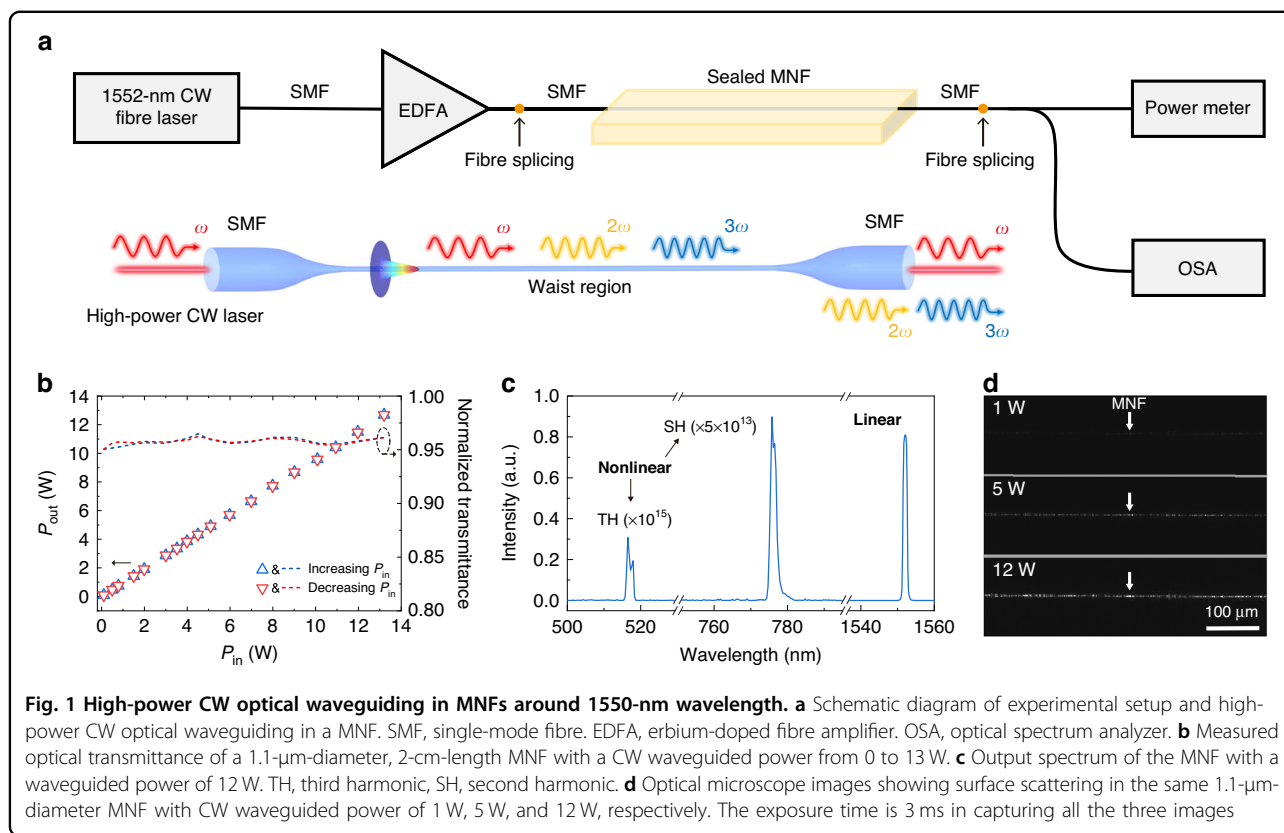 a
1552-nm CW
fibre laser
SMF
EDFA
SMF
Fibre splicing
Sealed MNF
SMF
Fibre splicing
Power meter
OSA
ω
SMF
ω
2ω
3ω
SMF
ω
High-power CW laser
Waist region
2ω
3ω
b
14
12
10
8
6
4
2
0
P_out (W)
0 2 4 6 8 10 12 14
P_in (W)
1.00
0.95
0.90
0.85
0.80
Normalized transmittance
& Increasing P_in
& Decreasing P_in
c
1.0
0.8
0.6
0.4
0.2
0.0
Intensity (a.u.)
SH (×5×10¹³)
Linear
Nonlinear
TH (×10¹⁵)
500 520 760 780 1540 1560
Wavelength (nm)
d
1 W
MNF
5 W
12 W
100 μm
Fig. 1 High-power CW optical waveguiding in MNFs around 1550-nm wavelength. a Schematic diagram of experimental setup and high-
power CW optical waveguiding in a MNF. SMF, single-mode fibre. EDFA, erbium-doped fibre amplifier. OSA, optical spectrum analyzer. b Measured
optical transmittance of a 1.1-μm-diameter, 2-cm-length MNF with a CW waveguided power from 0 to 13 W. c Output spectrum of the MNF with a
waveguided power of 12 W. TH, third harmonic, SH, second harmonic. d Optical microscope images showing surface scattering in the same 1.1-μm-
diameter MNF with CW waveguided power of 1 W, 5 W, and 12 W, respectively. The exposure time is 3 ms in capturing all the three images